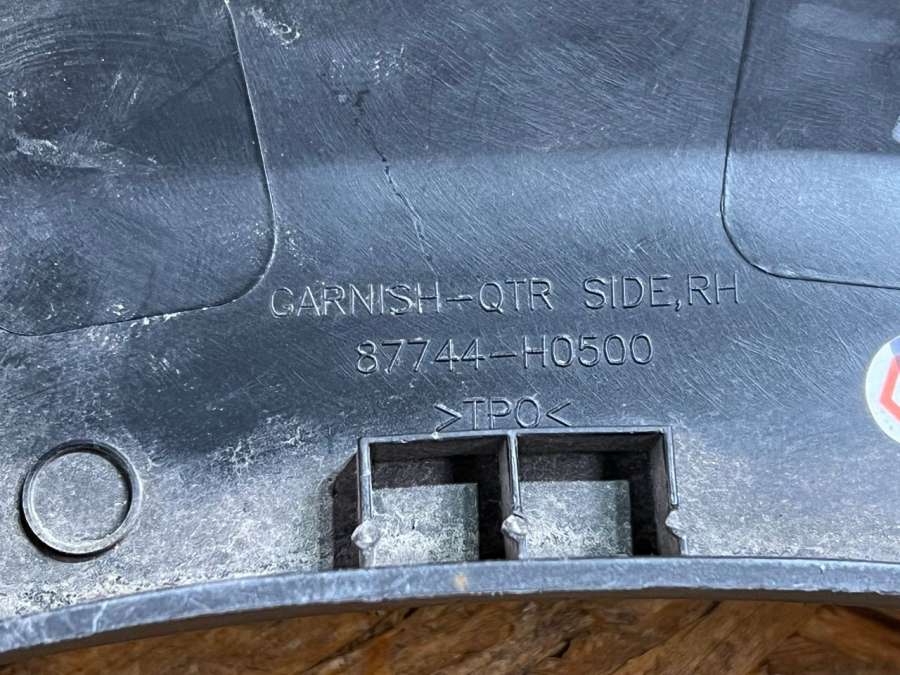 GARNISH-QTR SIDE,RH
87744-H0500
>TPO<